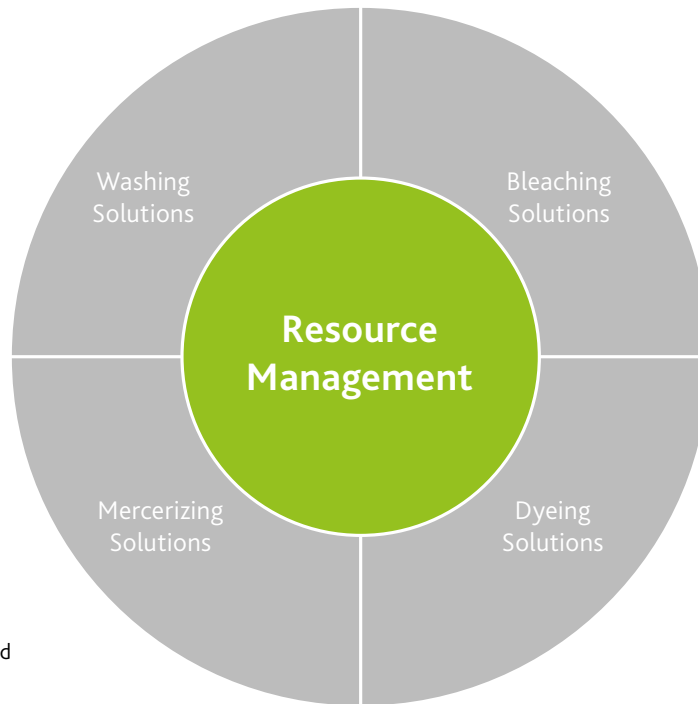 Washing
Solutions
Bleaching
Solutions
Resource
Management
Mercerizing
Solutions
Dyeing
Solutions
d